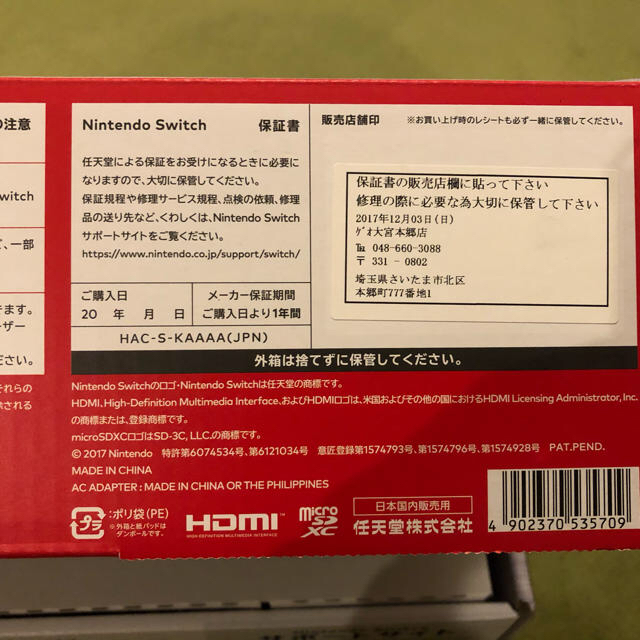 の注意
witch
、一部
きます。
ーザー
ださい。
それらの
除される
Nintendo Switch 保証書
任天堂による保証をお受けになるときに必要に
なりますので、大切に保管してください。
保証規程や修理サービス規程、点検の依頼、修理
品の送り先など、くわしくは、Nintendo Switch
サポートサイトをご覧ください。
https://www.nintendo.co.jp/support/switch/
ご購入日
20 年 月 日
メーカー保証期間
ご購入日より1年間
HAC-S-KAAAA(JPN)
販売店舗印 ※お買い上げ時のレシートも必ず一緒に保管してください。
保証書の販売店欄に貼って下さい
修理の際に必要な為大切に保管して下さい
2017年12月03日(日)
ゲオ大宮本郷店
℡ 048-660-3088
〒 331 - 0802
埼玉県さいたま市北区
本郷町777番地1
外箱は捨てずに保管してください。
Nintendo Switchのロゴ・Nintendo Switchは任天堂の商標です。
HDMI、High-Definition Multimedia Interface、およびHDMIロゴは、米国およびその他の国におけるHDMI Licensing Administrator, Inc.
の商標または、登録商標です。
microSDXCロゴはSD-3C, LLC.の商標です。
© 2017 Nintendo 特許第6074534号、第6121034号 意匠登録第1574793号、第1574796号、第1574928号 PAT.PEND.
MADE IN CHINA
AC ADAPTER : MADE IN CHINA OR THE PHILIPPINES
プラ
:ポリ袋(PE)
※外箱と紙パッドは
ダンボールです。
HDMI
HIGH-DEFINITION MULTIMEDIA INTERFACE
micro
SD
XC
日本国内販売用
任天堂株式会社
4 902370 535709